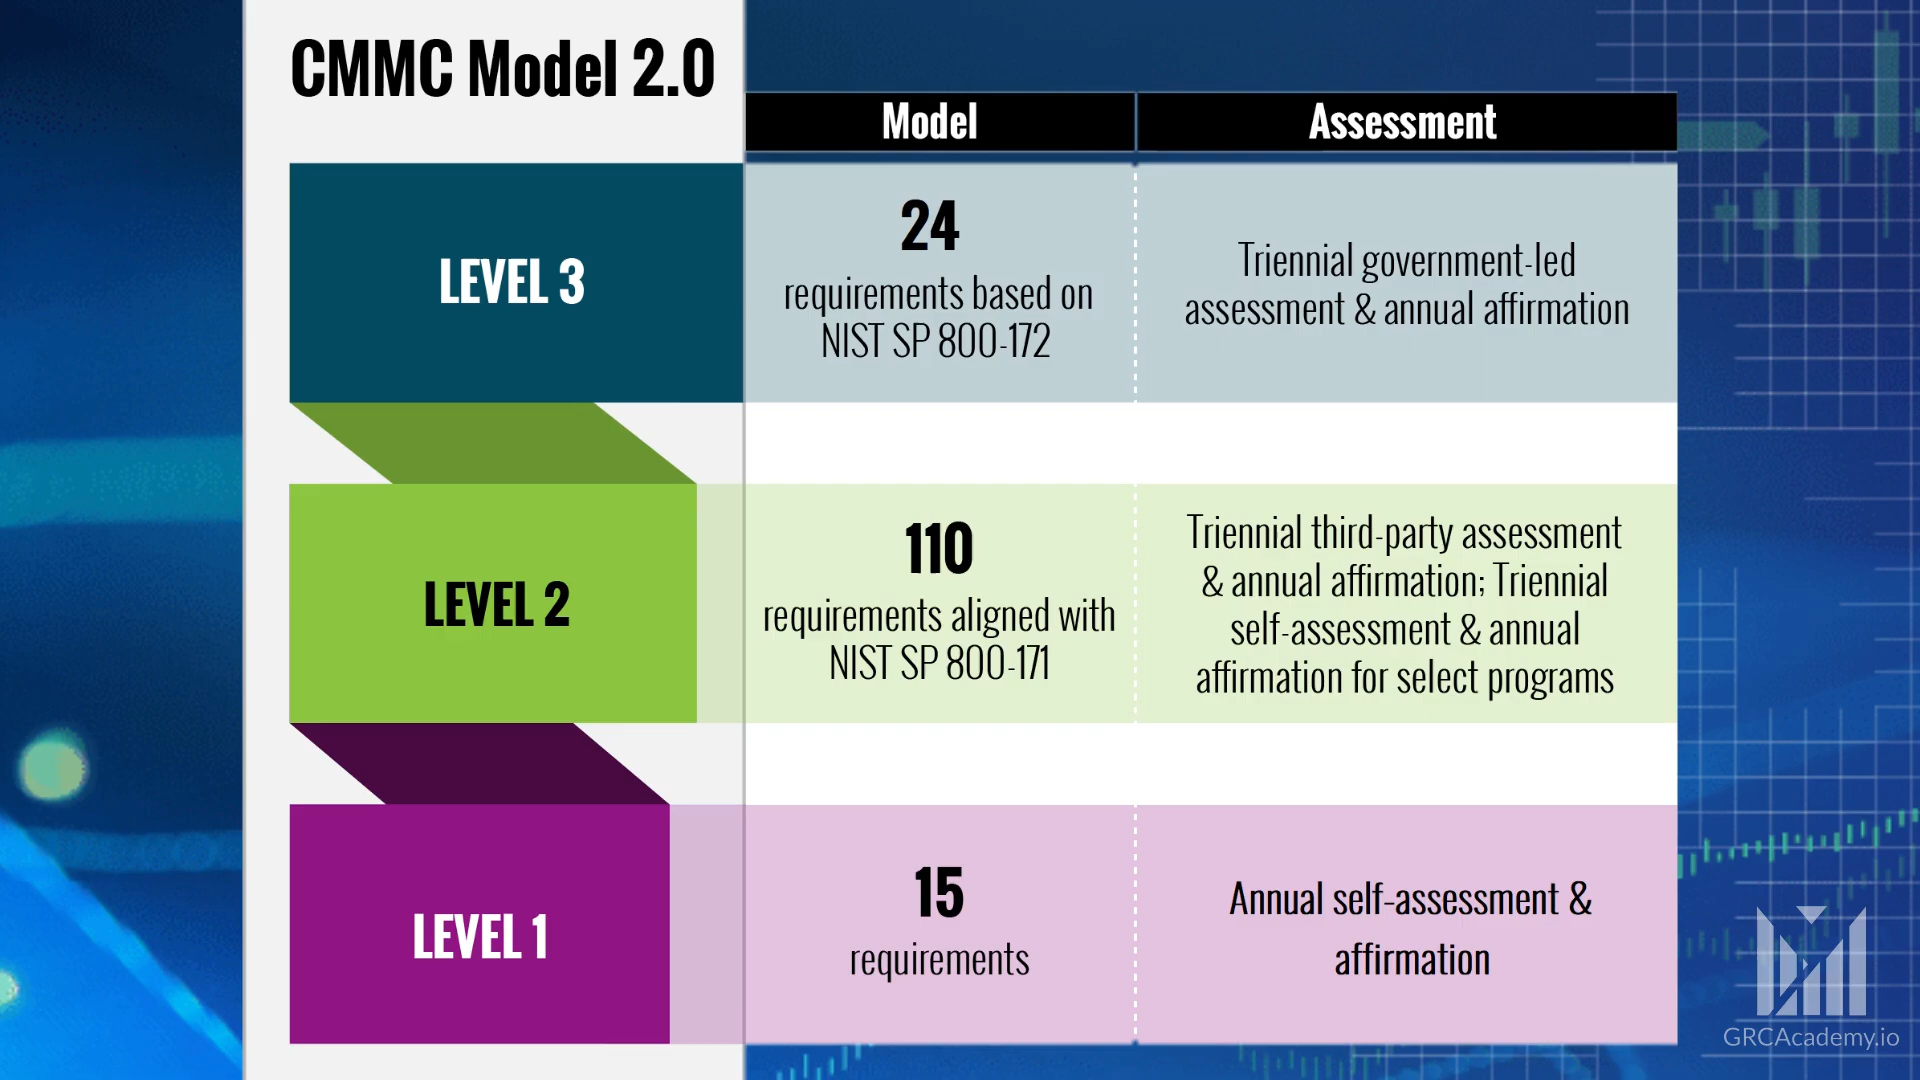 CMMC Model 2.0
Model
Assessment
LEVEL 3
24
requirements based on
NIST SP 800-172
Triennial government-led
assessment & annual affirmation
LEVEL 2
110
requirements aligned with
NIST SP 800-171
Triennial third-party assessment
& annual affirmation; Triennial
self-assessment & annual
affirmation for select programs
LEVEL 1
15
requirements
Annual self-assessment &
affirmation
GRCAcademy.io